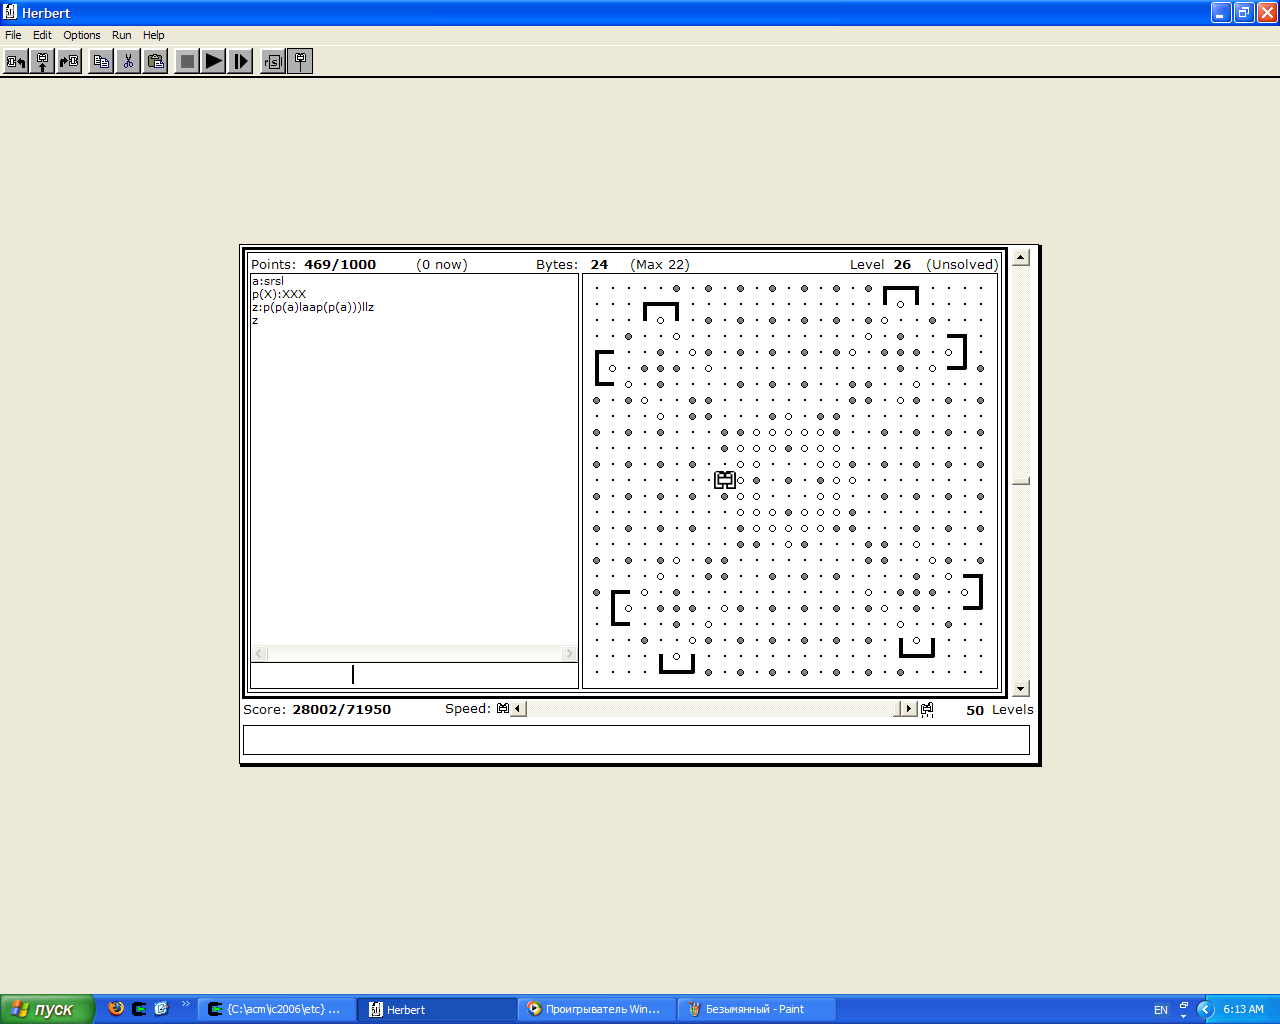 Herbert
File Edit Options Run Help
Points: 469/1000 (0 now) Bytes: 24 (Max 22) Level 26 (Unsolved)
a:srsl
p(X):XXX
z:p(p(a)laap(p(a)))llz
z
Score: 28002/71950 Speed: 50 Levels
пуск {C:\acm\ic2006\etc} ... Herbert Проигрыватель Win... Безымянный - Paint EN 6:13 AM